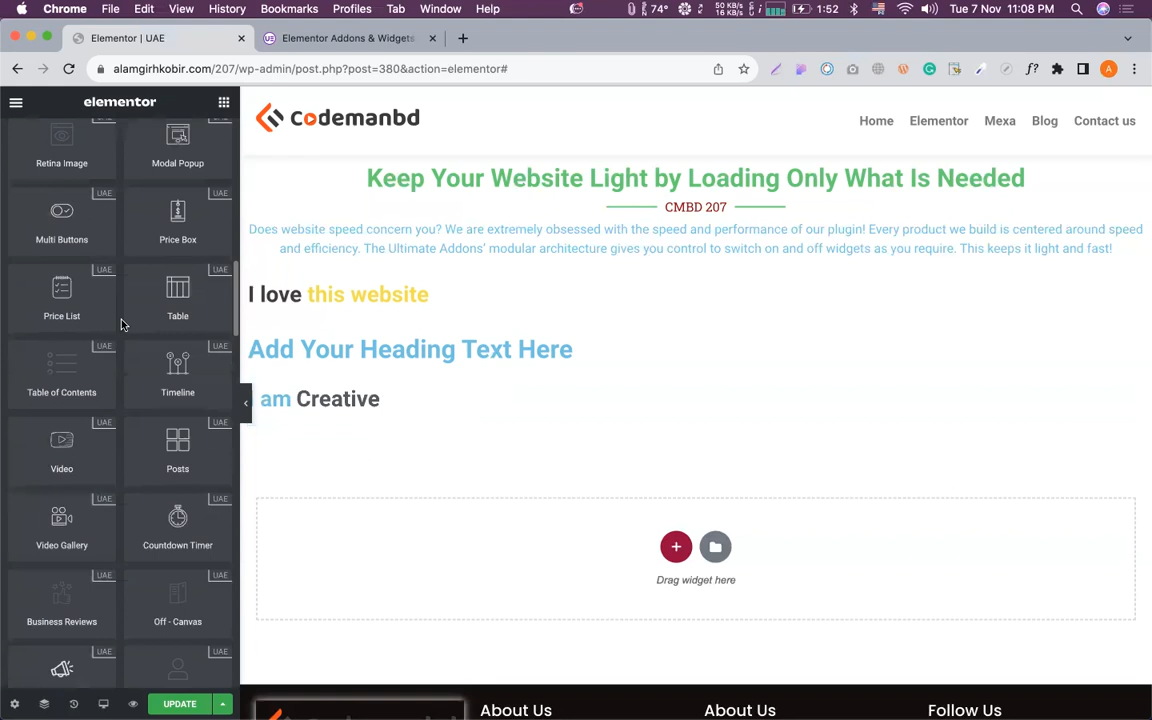 Chrome File Edit View History Bookmarks Profiles Tab Window Help
74° 50 KB/s 16 KB/s 1:52 Tue 7 Nov 11:08 PM
Elementor | UAE
Elementor Addons & Widgets
alamgirhkobir.com/207/wp-admin/post.php?post=380&action=elementor#
elementor
Retina Image
Modal Popup
UAE UAE
Multi Buttons
Price Box
UAE UAE
Price List
Table
UAE UAE
Table of Contents
Timeline
UAE UAE
Video
Posts
UAE UAE
Video Gallery
Countdown Timer
UAE UAE
Business Reviews
Off - Canvas
UAE UAE
UPDATE
codemanbd
Home Elementor Mexa Blog Contact us
Keep Your Website Light by Loading Only What Is Needed
CMBD 207
Does website speed concern you? We are extremely obsessed with the speed and performance of our plugin! Every product we build is centered around speed
and efficiency. The Ultimate Addons' modular architecture gives you control to switch on and off widgets as you require. This keeps it light and fast!
I love this website
Add Your Heading Text Here
am Creative
Drag widget here
About Us About Us Follow Us